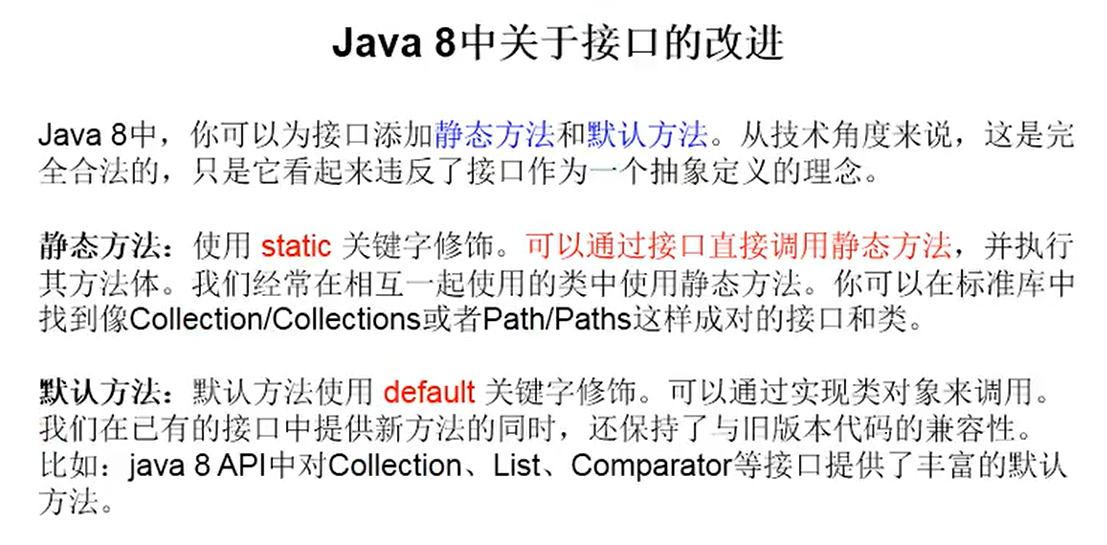 Java 8中关于接口的改进
Java 8中，你可以为接口添加静态方法和默认方法。从技术角度来说，这是完
全合法的，只是它看起来违反了接口作为一个抽象定义的理念。
静态方法：使用 static 关键字修饰。可以通过接口直接调用静态方法，并执行
其方法体。我们经常在相互一起使用的类中使用静态方法。你可以在标准库中
找到像Collection/Collections或者Path/Paths这样成对的接口和类。
默认方法：默认方法使用 default 关键字修饰。可以通过实现类对象来调用。
我们在已有的接口中提供新方法的同时，还保持了与旧版本代码的兼容性。
比如：java 8 API中对Collection、List、Comparator等接口提供了丰富的默认
方法。